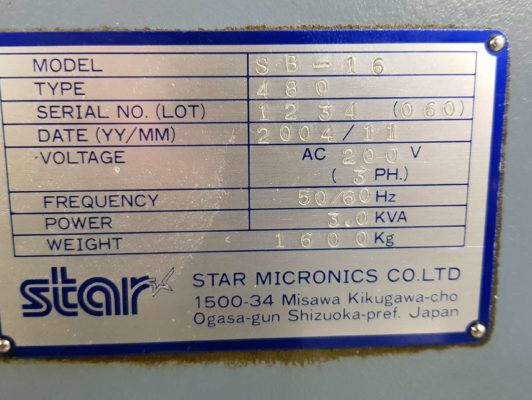 MODEL SB-16
TYPE 480
SERIAL NO. (LOT) 1234 (060)
DATE (YY/MM) 2004/11
VOLTAGE AC 200 V
( 3 PH.)
FREQUENCY 50/60 Hz
POWER 3.0 KVA
WEIGHT 1600 Kg
star STAR MICRONICS CO.LTD
1500-34 Misawa Kikugawa-cho
Ogasa-gun Shizuoka-pref. Japan